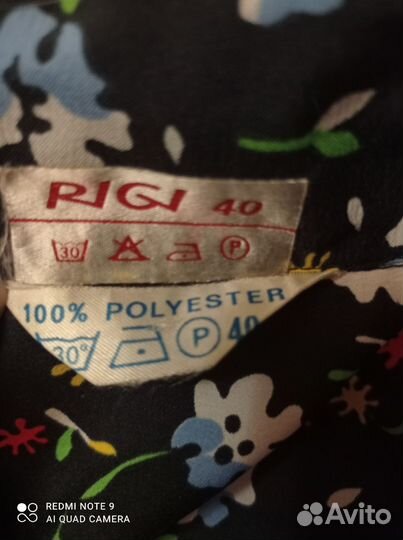 RIGI 40
30 P
100% POLYESTER
30° P 40
REDMI NOTE 9
AI QUAD CAMERA
Avito